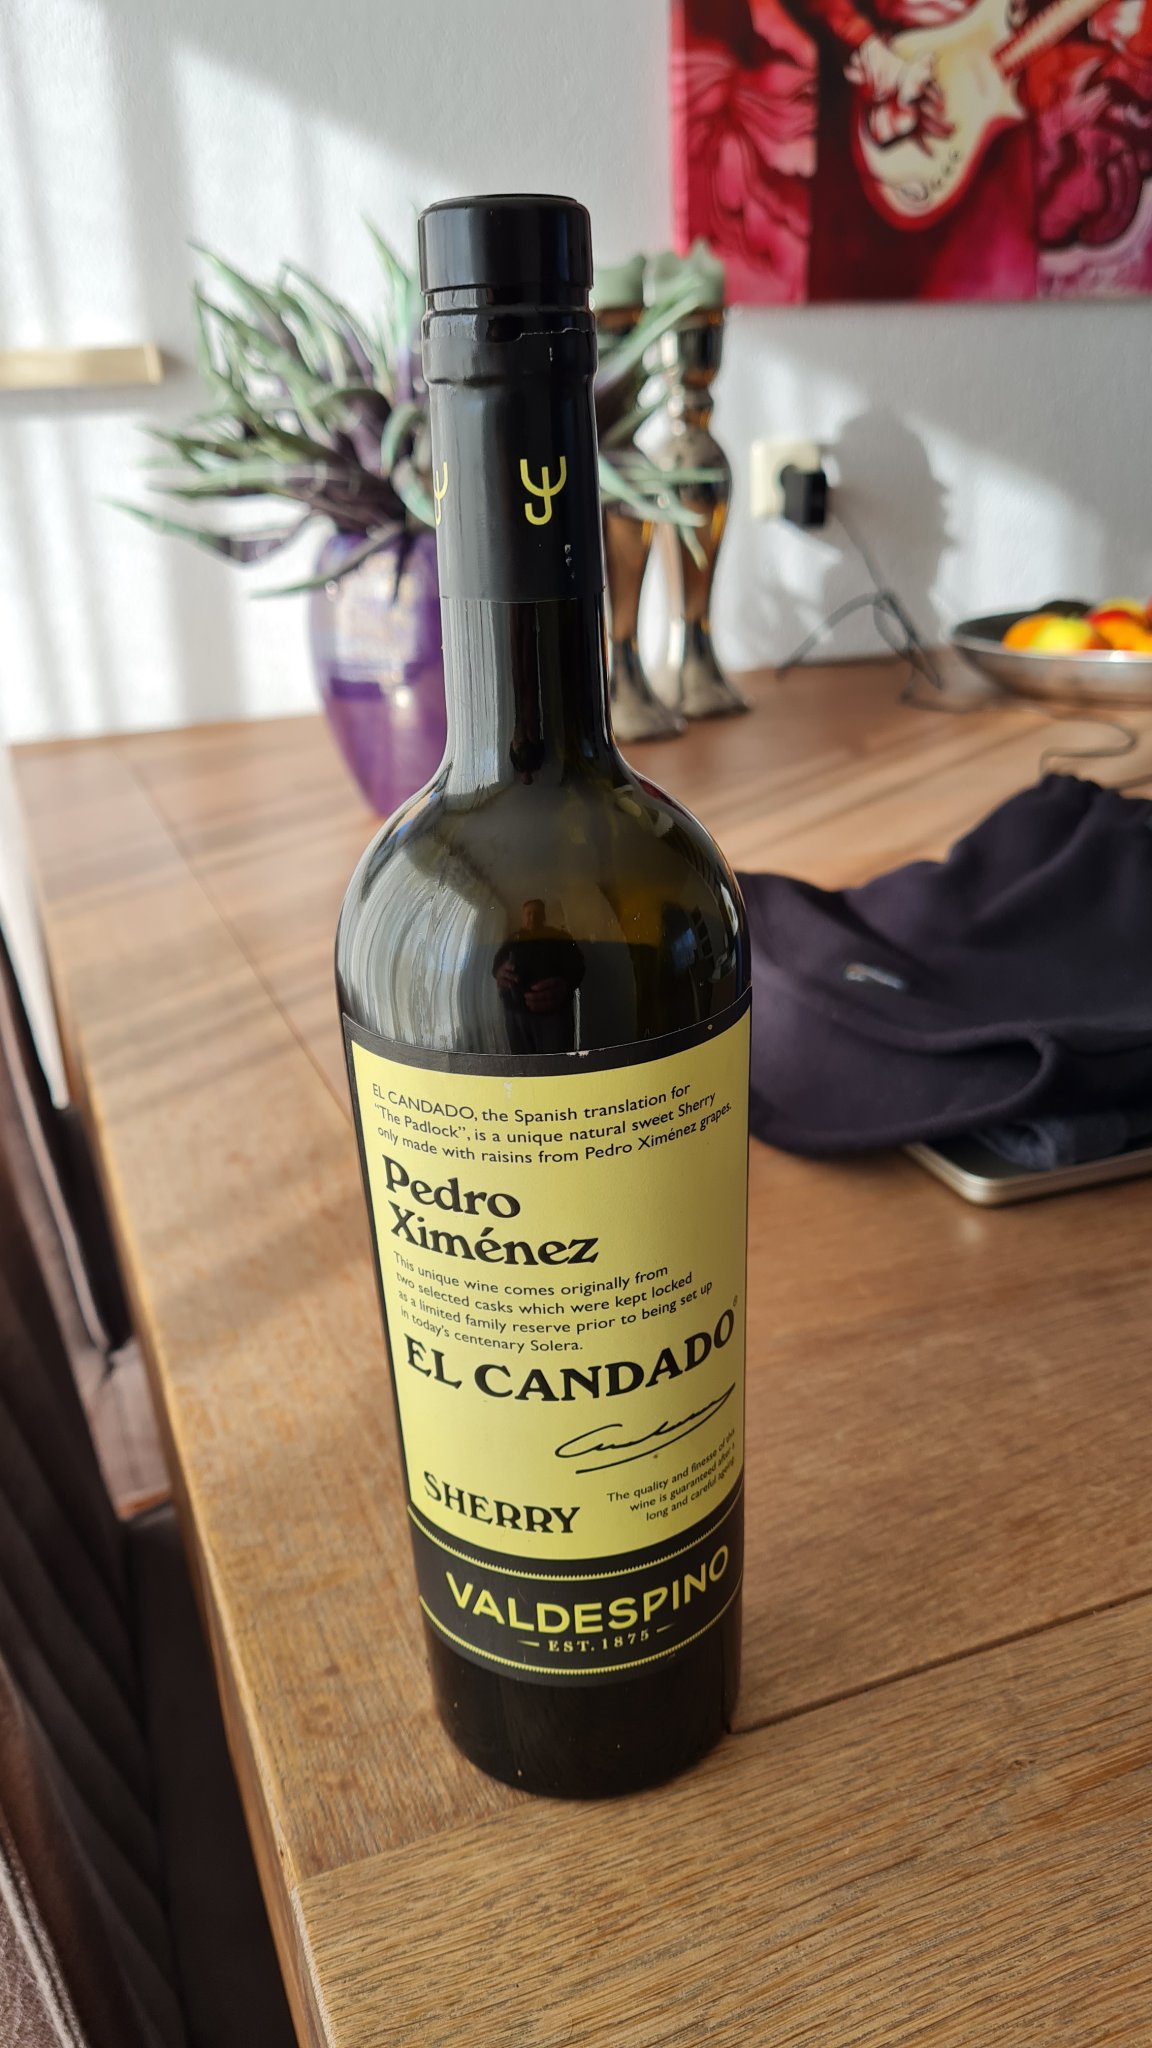 EL CANDADO, the Spanish translation for
"The Padlock", is a unique natural sweet Sherry
only made with raisins from Pedro Ximénez grapes.
Pedro
Ximénez
This unique wine comes originally from
two selected casks which were kept locked
as a limited family reserve prior to being set up
in today's centenary Solera.
EL CANDADO®
SHERRY
The quality and finesse of this
wine is guaranteed after a
long and careful ageing.
VALDESPINO
— EST. 1875 —